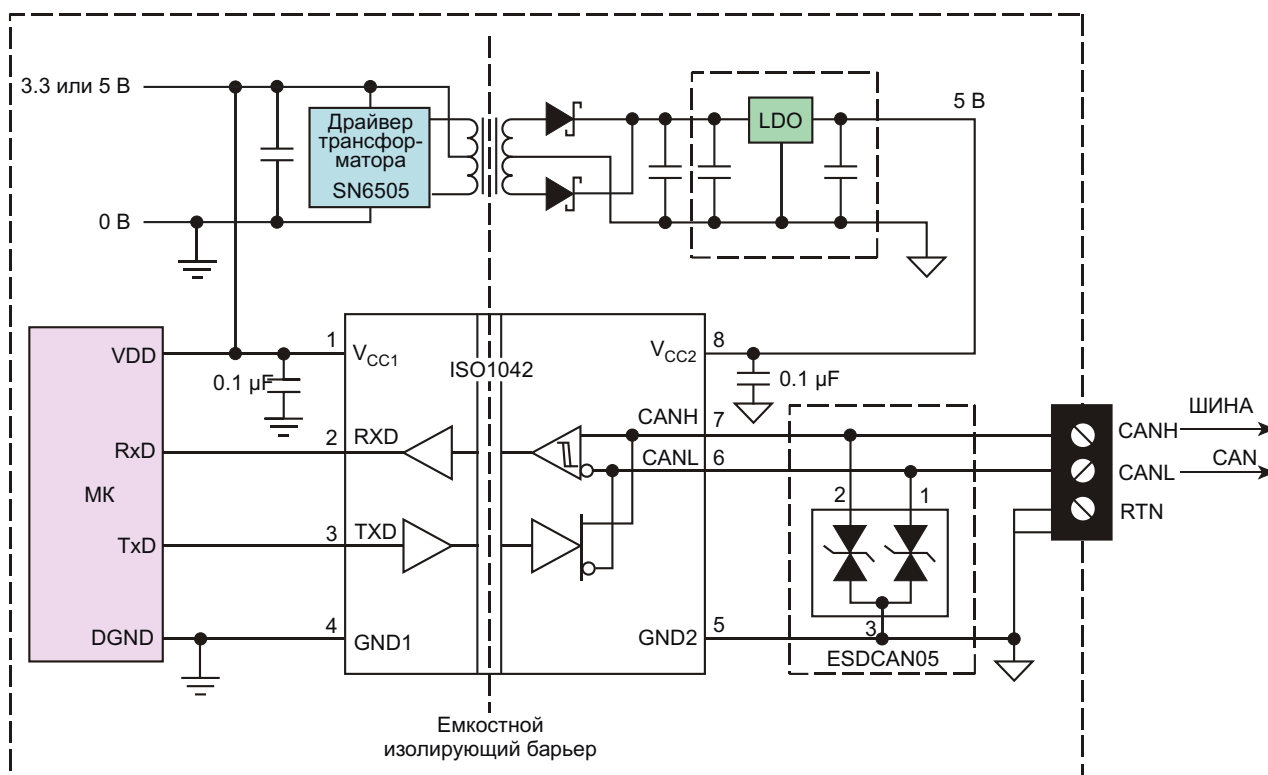 3.3 или 5 В
Драйвер
трансфор-
матора
SN6505
0 В
LDO
5 В
VDD
RxD
МК
TxD
DGND
0.1 µF
1
2
3
4
VCC1
RXD
TXD
GND1
ISO1042
VCC2
CANH
CANL
GND2
8
7
6
5
0.1 µF
2
1
3
ESDCAN05
CANH
CANL
RTN
ШИНА
CAN
Емкостной
изолирующий барьер